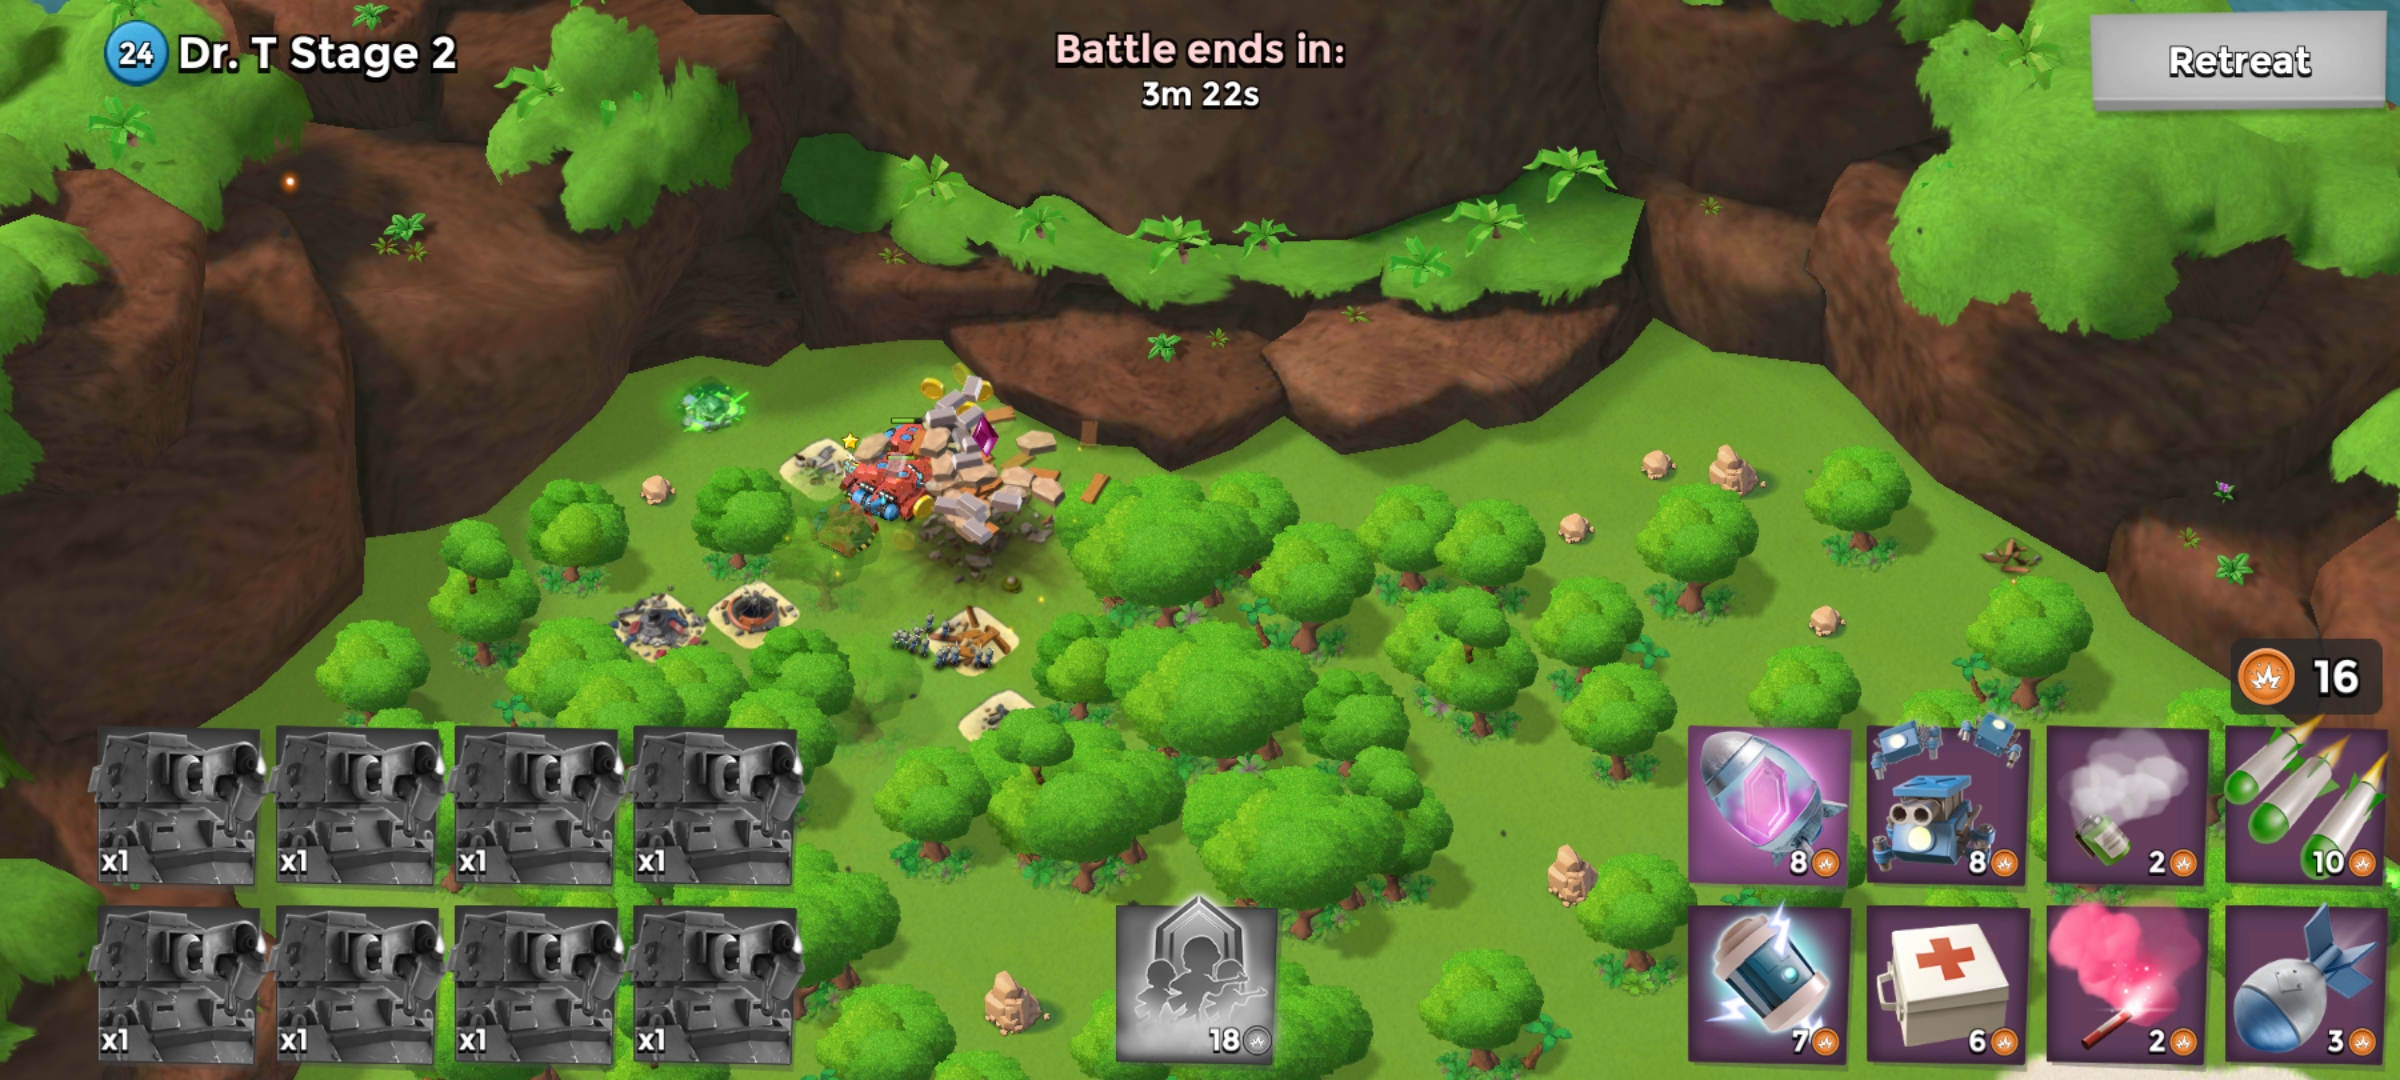 24 Dr. T Stage 2
Battle ends in:
3m 22s
Retreat
16
x1 x1 x1 x1
8 8 2 10
x1 x1 x1 x1
18
7 6 2 3